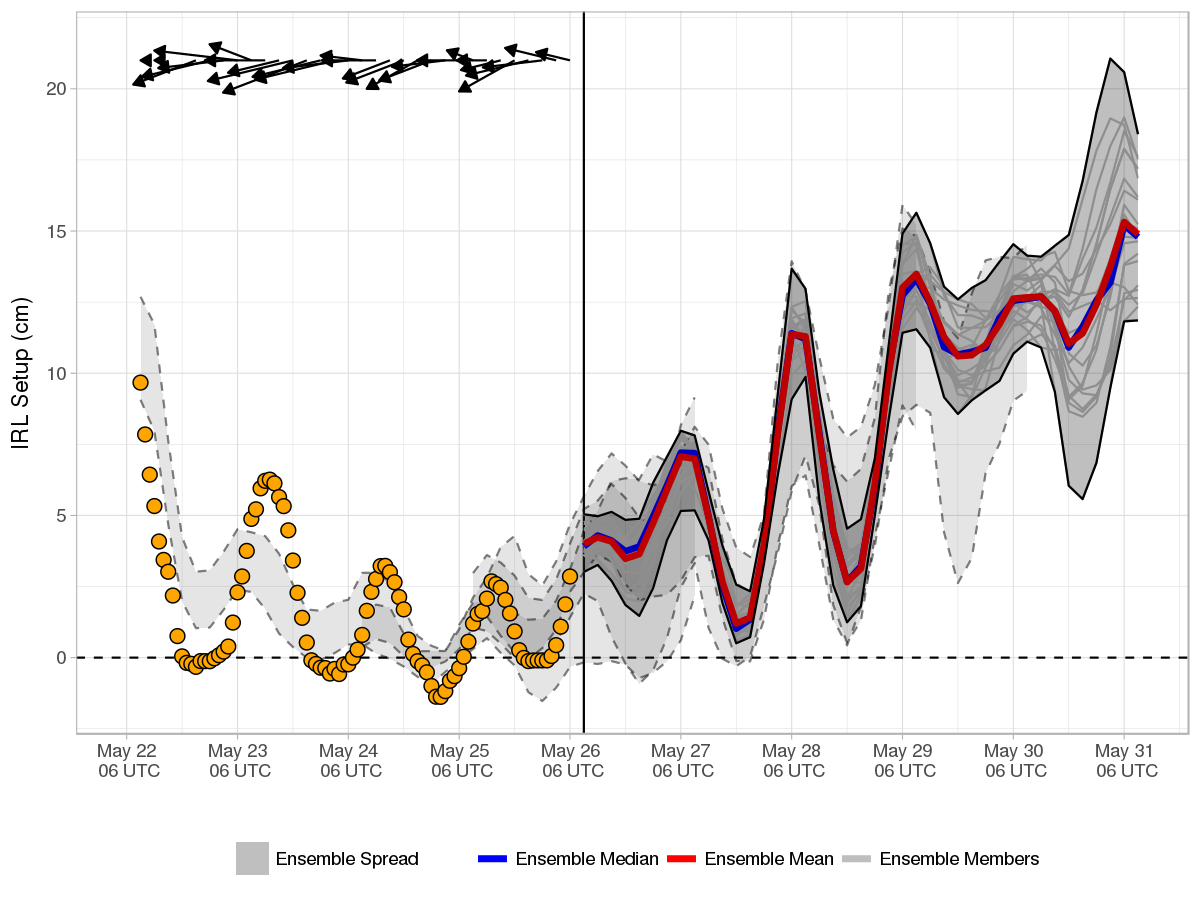 20
15
10
5
0
IRL Setup (cm)
May 22
06 UTC
May 23
06 UTC
May 24
06 UTC
May 25
06 UTC
May 26
06 UTC
May 27
06 UTC
May 28
06 UTC
May 29
06 UTC
May 30
06 UTC
May 31
06 UTC
Ensemble Spread
Ensemble Median
Ensemble Mean
Ensemble Members